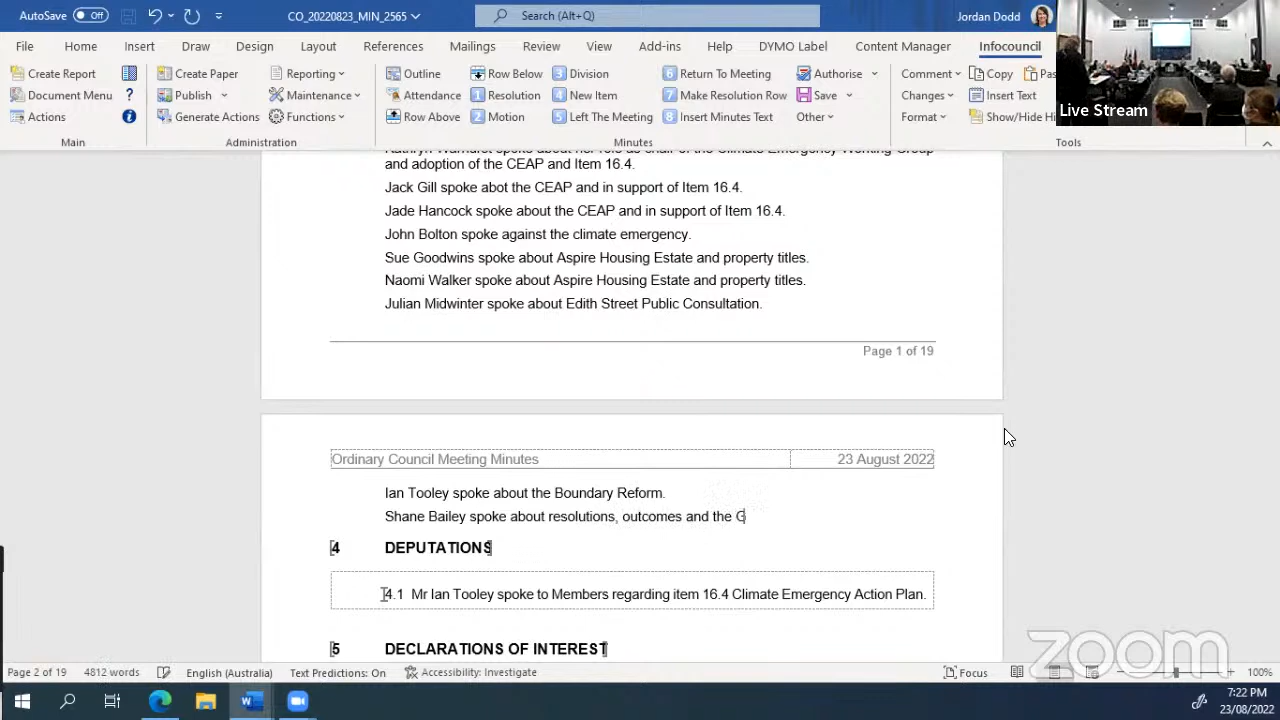 AutoSave Off CO_20220823_MIN_2565 Search (Alt+Q) Jordan Dodd
File Home Insert Draw Design Layout References Mailings Review View Add-ins Help DYMO Label Content Manager Infocouncil
Create Report Create Paper Reporting Outline Row Below 3 Division 6 Return To Meeting Authorise Comment Copy Pas
Document Menu ? Publish Maintenance Attendance 1 Resolution 4 New Item 7 Make Resolution Row Save Changes Insert Text
Actions Generate Actions Functions Row Above 2 Motion 5 Left The Meeting 8 Insert Minutes Text Other Format Show/Hide Hi
Main Administration Minutes Tools
Live Stream
and adoption of the CEAP and Item 16.4.
Jack Gill spoke abot the CEAP and in support of Item 16.4.
Jade Hancock spoke about the CEAP and in support of Item 16.4.
John Bolton spoke against the climate emergency.
Sue Goodwins spoke about Aspire Housing Estate and property titles.
Naomi Walker spoke about Aspire Housing Estate and property titles.
Julian Midwinter spoke about Edith Street Public Consultation.
Page 1 of 19
Ordinary Council Meeting Minutes 23 August 2022
Ian Tooley spoke about the Boundary Reform.
Shane Bailey spoke about resolutions, outcomes and the
4 DEPUTATIONS
4.1 Mr Ian Tooley spoke to Members regarding item 16.4 Climate Emergency Action Plan.
5 DECLARATIONS OF INTEREST
zoom
Page 2 of 19 4812 words English (Australia) Text Predictions: On Accessibility: Investigate Focus 100%
7:22 PM
23/08/2022